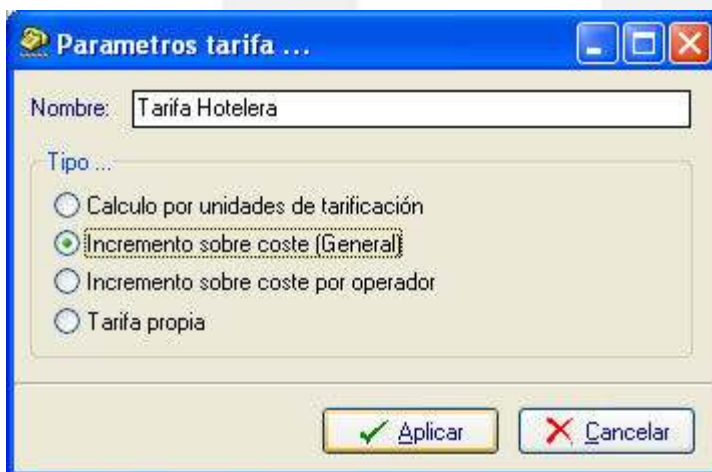 Parametros tarifa ...
Nombre: Tarifa Hotelera
Tipo ...
Calculo por unidades de tarificación
Incremento sobre coste (General)
Incremento sobre coste por operador
Tarifa propia
Aplicar Cancelar